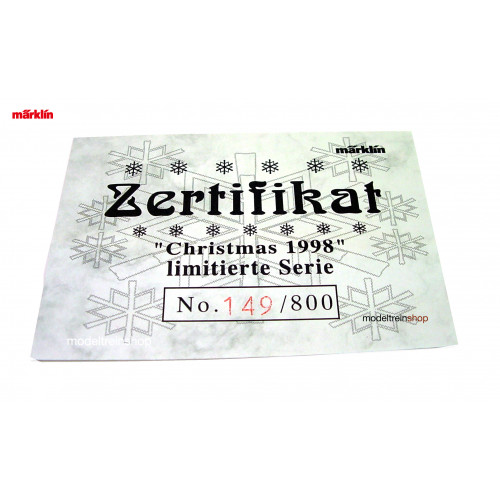 märklin
märklin
Zertifikat
"Christmas 1998"
limitierte Serie
No. 149 /800
modeltreinshop
modeltreinshop